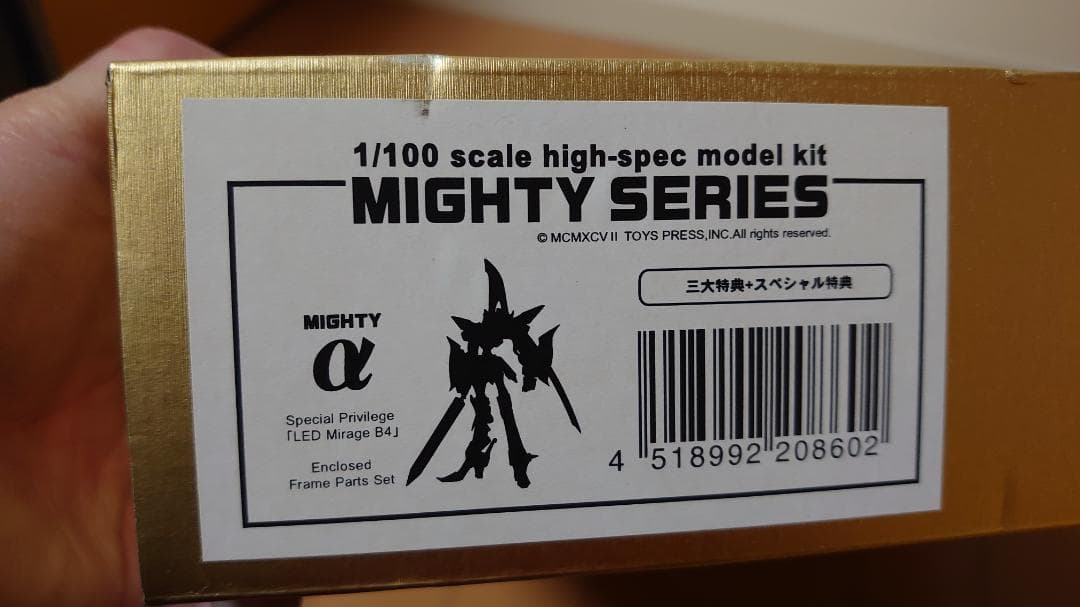 1/100 scale high-spec model kit
MIGHTY SERIES
© MCMXCVII TOYS PRESS,INC.All rights reserved.
三大特典+スペシャル特典
MIGHTY
α
Special Privilege
「LED Mirage B4」
Enclosed
Frame Parts Set
4 518992 208602